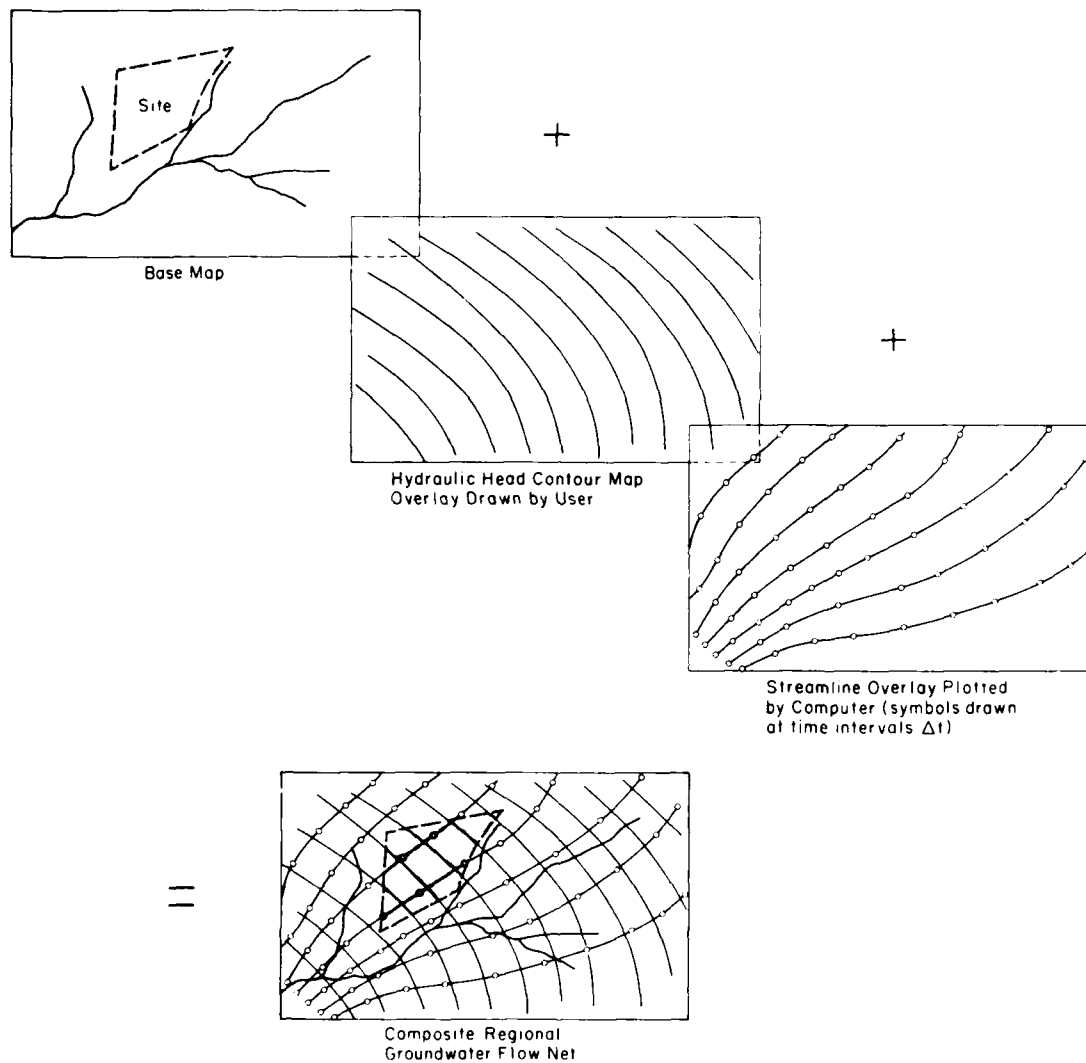 Site
+
Base Map
+
Hydraulic Head Contour Map
Overlay Drawn by User
Streamline Overlay Plotted
by Computer (symbols drawn
at time intervals Δt)
=
Composite Regional
Groundwater Flow Net